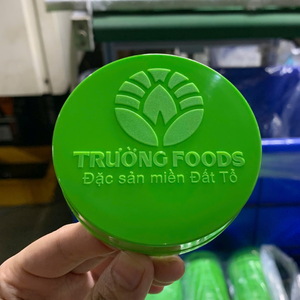 TRƯỜNG FOODS
Đặc sản miền Đất Tổ